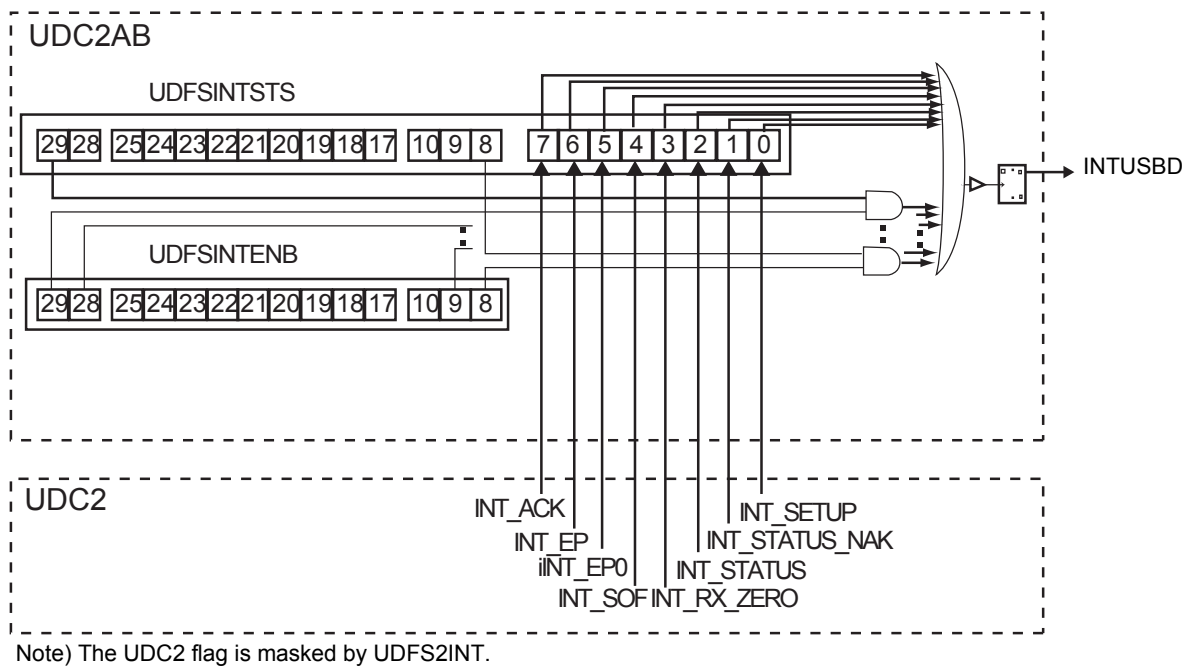 UDC2AB
UDFSINTSTS
29 28 25 24 23 22 21 20 19 18 17 10 9 8 7 6 5 4 3 2 1 0
INTUSBD
UDFSINTENB
29 28 25 24 23 22 21 20 19 18 17 10 9 8
UDC2
INT_ACK
INT_SETUP
INT_EP
INT_STATUS_NAK
iINT_EP0
INT_STATUS
INT_SOF INT_RX_ZERO
Note) The UDC2 flag is masked by UDFS2INT.